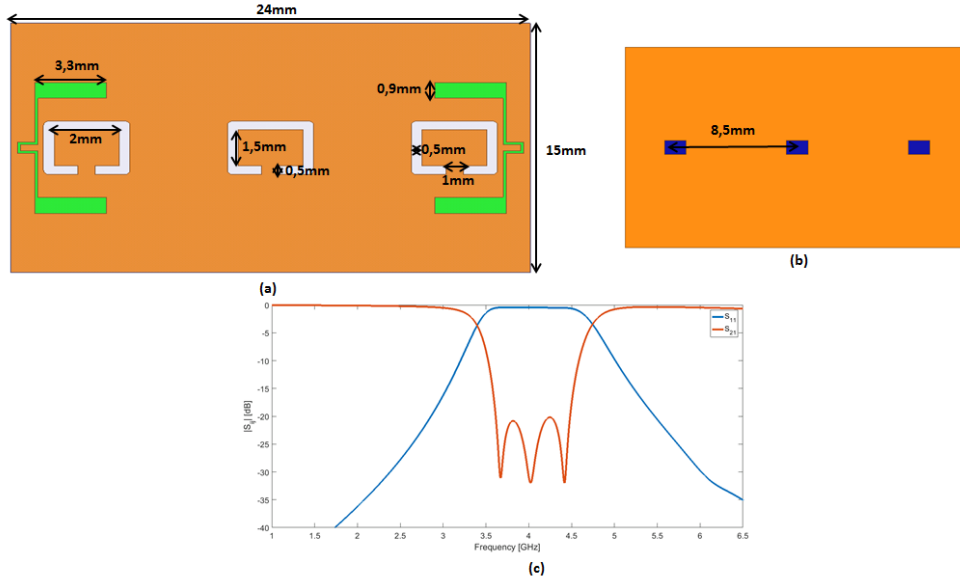 24mm
3,3mm
0,9mm
2mm
1,5mm
0,5mm
0,5mm
1mm
15mm
8,5mm
(a)
(b)
S11
S21
0
-5
-10
-15
-20
-25
-30
-35
-40
|Sij| [dB]
1
1.5
2
2.5
3
3.5
4
4.5
5
5.5
6
6.5
Frequency [GHz]
(c)